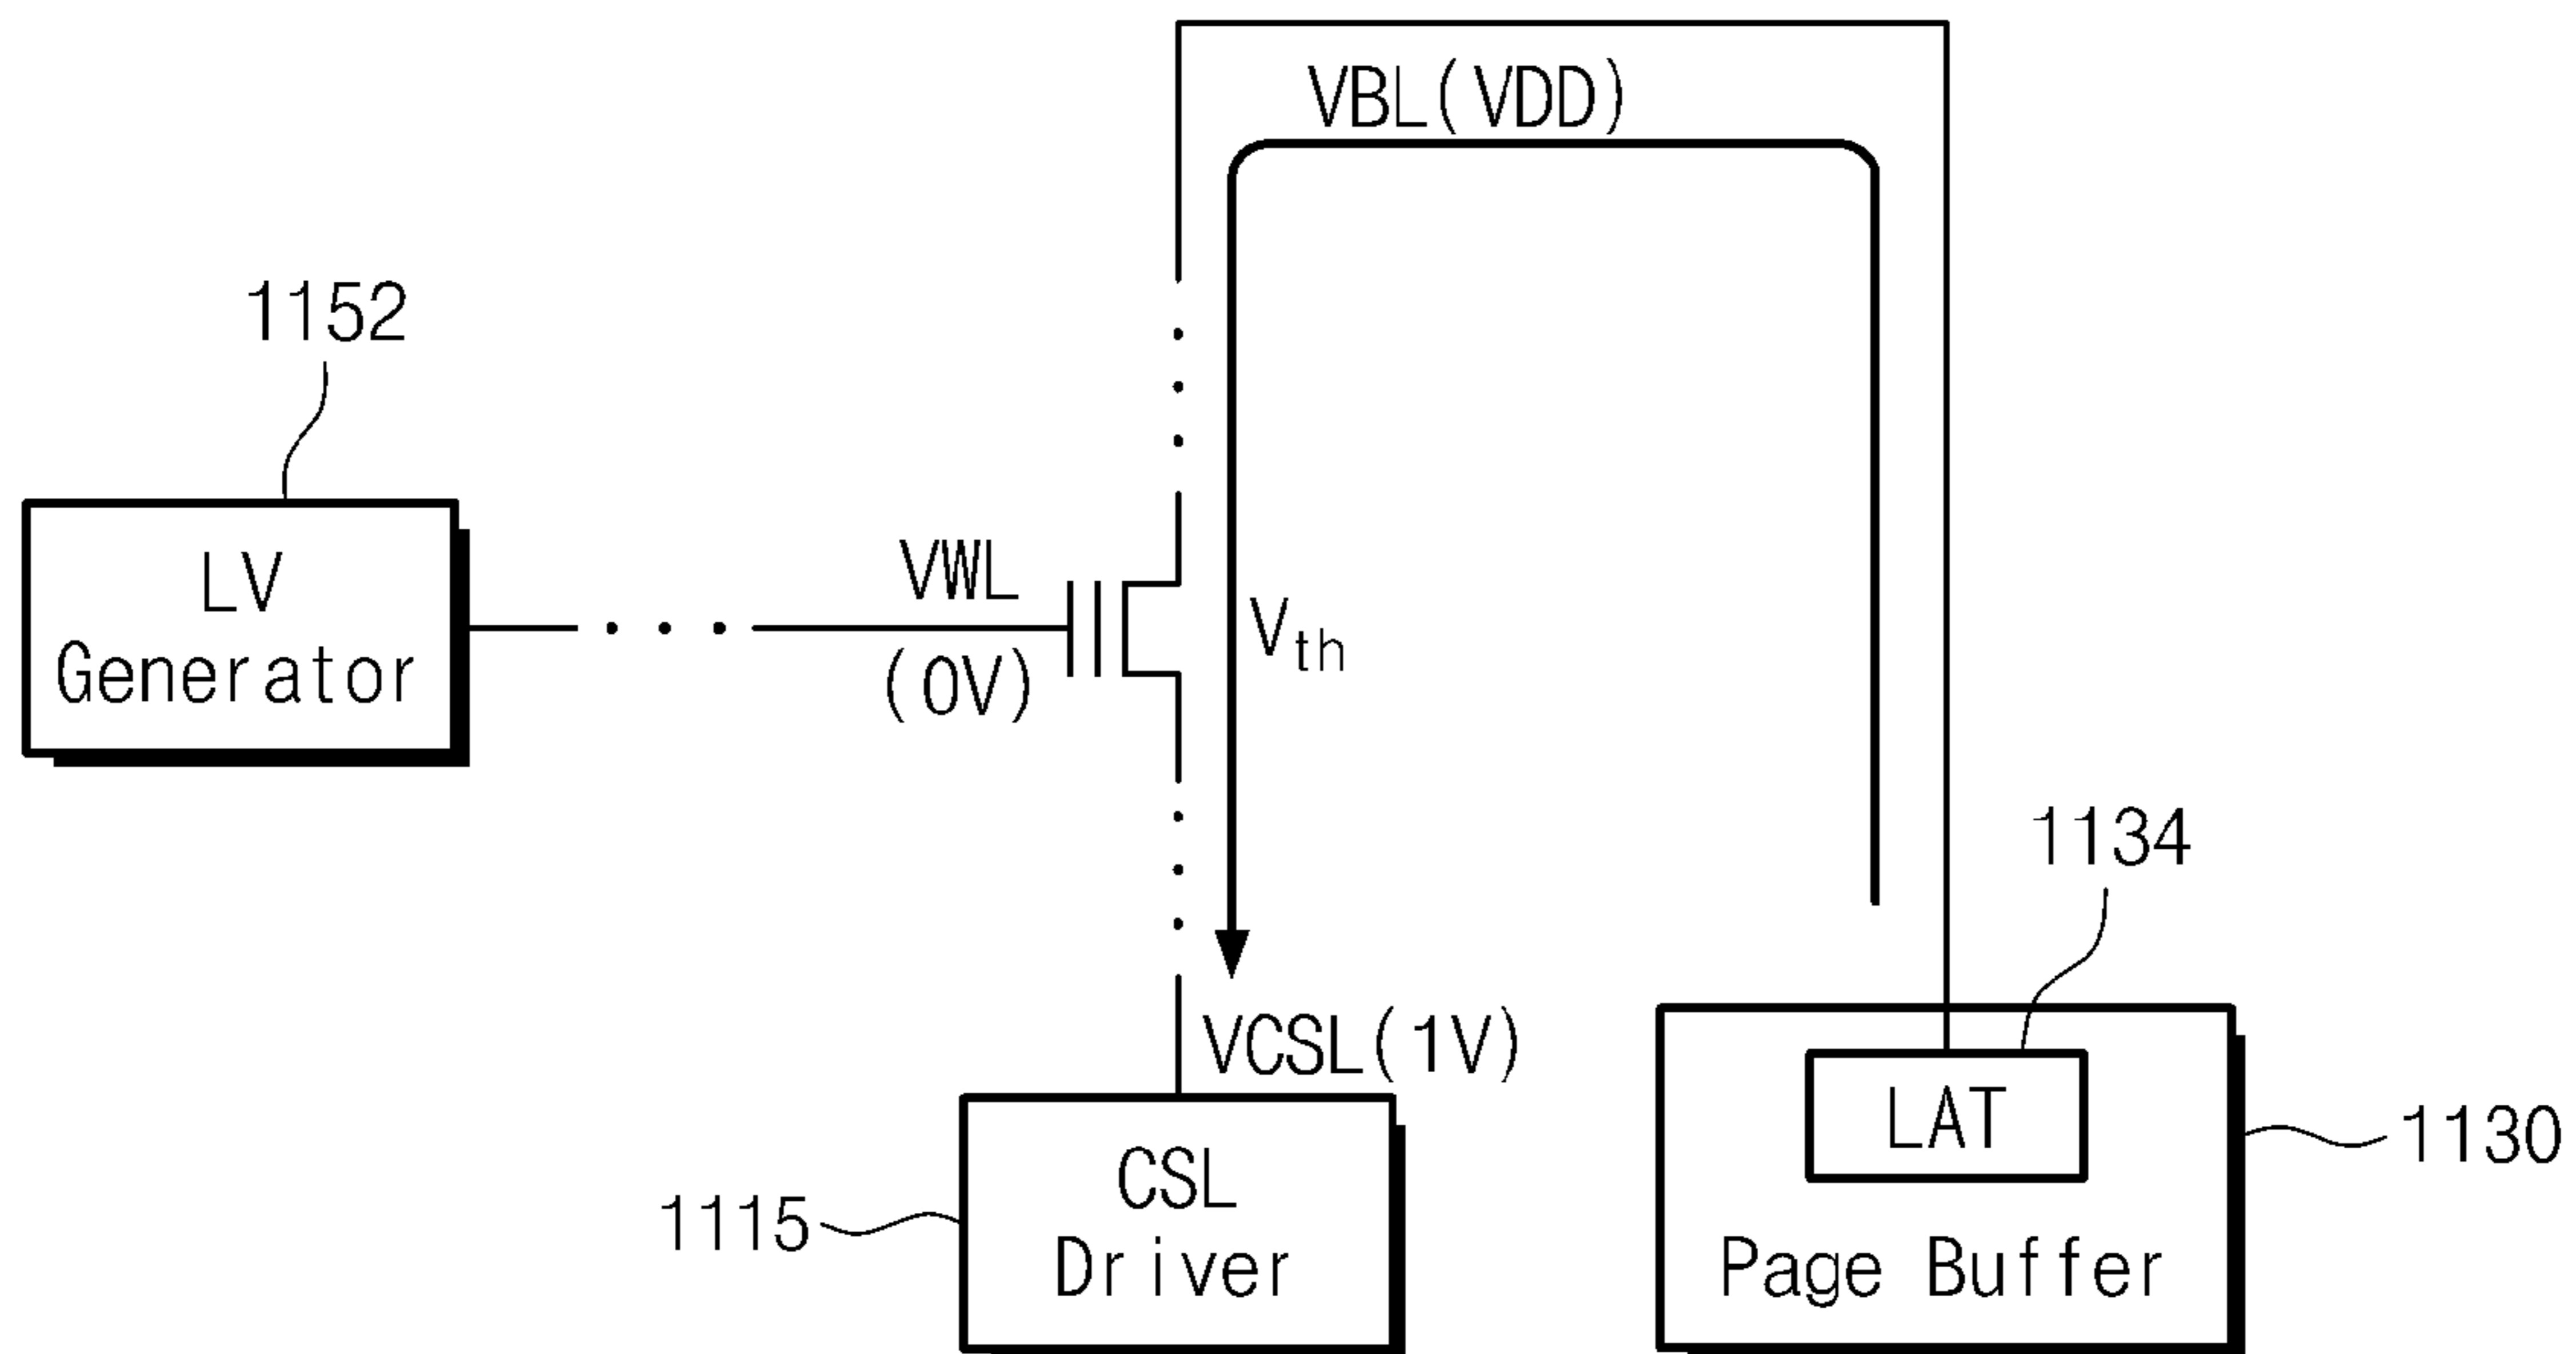 VBL(VDD)
1152
LV
Generator
VWL
(0V)
Vth
1134
VCSL(1V)
LAT
1130
CSL
Driver
1115
Page Buffer